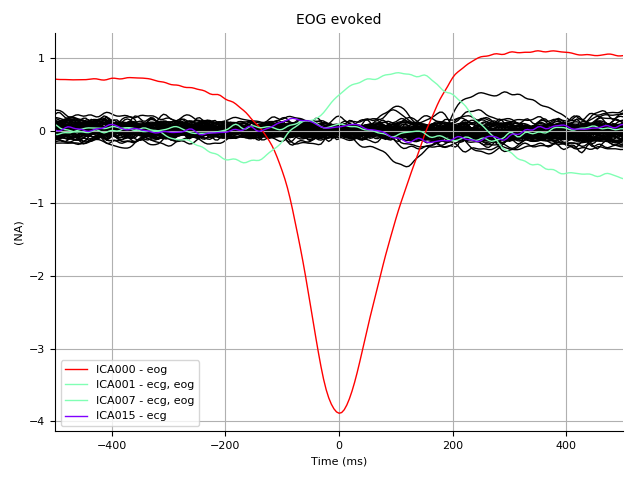 EOG evoked
1
0
−1
−2
−3
−4
(NA)
ICA000 - eog
ICA001 - ecg, eog
ICA007 - ecg, eog
ICA015 - ecg
−400 −200 0 200 400
Time (ms)